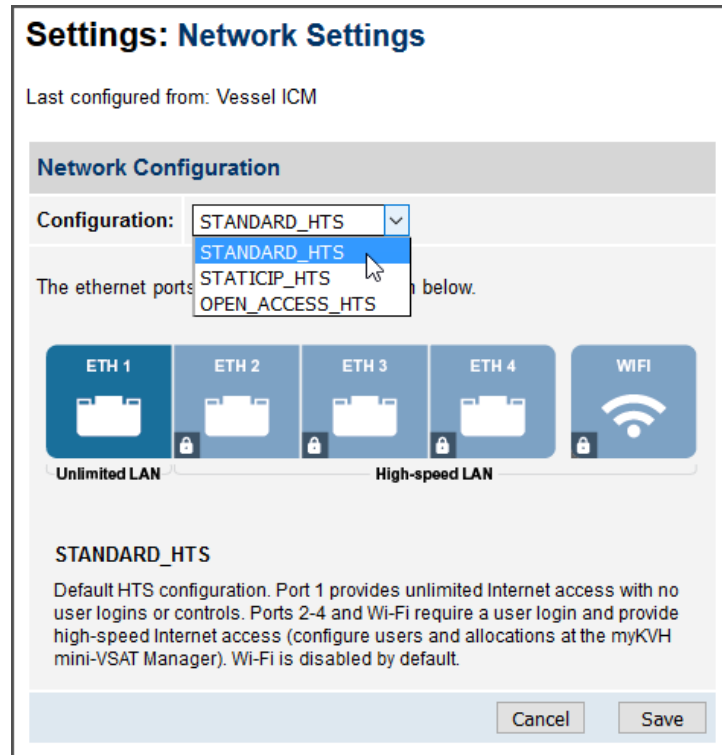 Settings: Network Settings
Last configured from: Vessel ICM
Network Configuration
Configuration: STANDARD_HTS
STANDARD_HTS
STATICIP_HTS
OPEN_ACCESS_HTS
The ethernet ports below.
ETH 1 ETH 2 ETH 3 ETH 4 WIFI
Unlimited LAN High-speed LAN
STANDARD_HTS
Default HTS configuration. Port 1 provides unlimited Internet access with no
user logins or controls. Ports 2-4 and Wi-Fi require a user login and provide
high-speed Internet access (configure users and allocations at the myKVH
mini-VSAT Manager). Wi-Fi is disabled by default.
Cancel Save